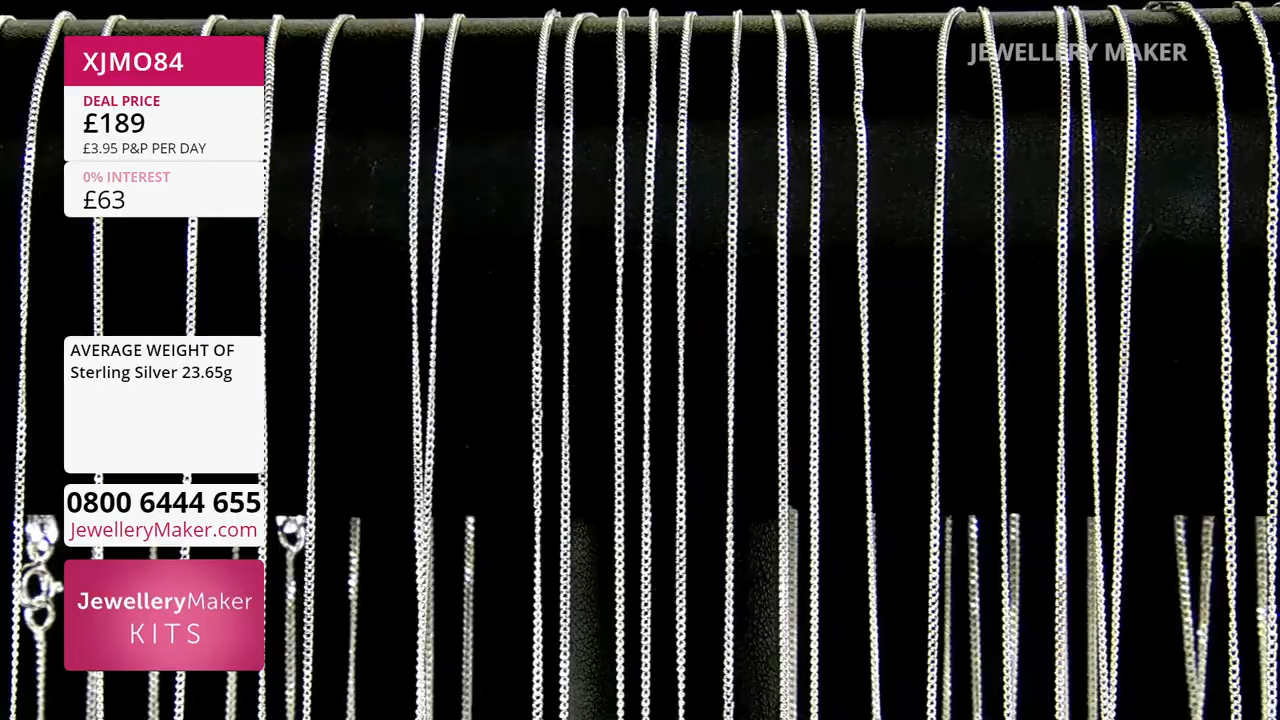 XJMO84
DEAL PRICE
£189
£3.95 P&P PER DAY
0% INTEREST
£63
AVERAGE WEIGHT OF
Sterling Silver 23.65g
0800 6444 655
JewelleryMaker.com
JewelleryMaker
KITS
JEWELLERY MAKER